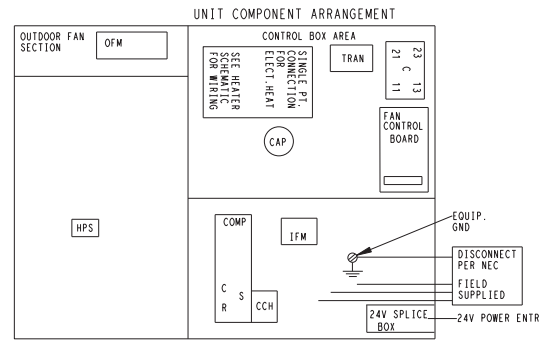 UNIT COMPONENT ARRANGEMENT
OUTDOOR FAN
SECTION
OFM
CONTROL BOX AREA
SINGLE PT.
CONNECTION
FOR
ELECT.HEAT
SEE HEATER
SCHEMATIC
FOR WIRING
TRAN
23
21
C
13
11
FAN
CONTROL
BOARD
CAP
HPS
COMP
C
S
R
CCH
IFM
EQUIP.
GND
DISCONNECT
PER NEC
FIELD
SUPPLIED
24V SPLICE
BOX
24V POWER ENTR